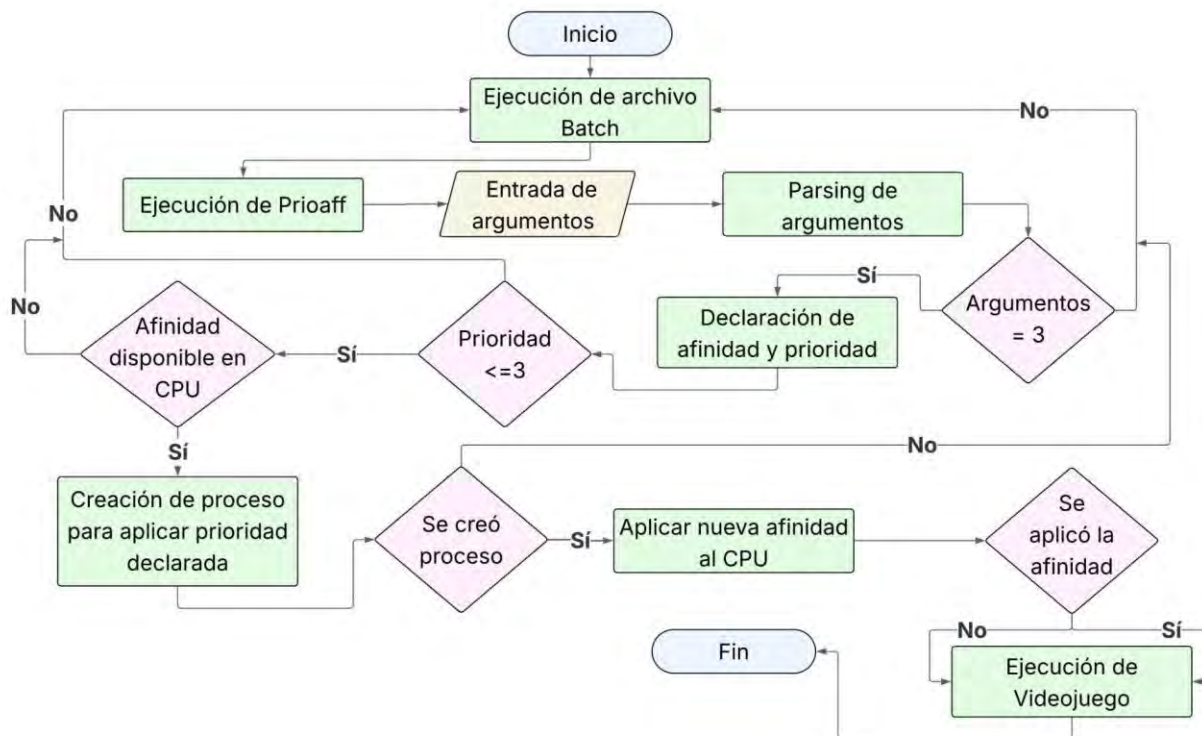 Inicio
Ejecución de archivo
Batch
No
No
Ejecución de Prioaff
Entrada de
argumentos
Parsing de
argumentos
No
Sí
Argumentos
= 3
Declaración de
afinidad y prioridad
Prioridad
<=3
Sí
Afinidad
disponible en
CPU
Sí
No
Creación de proceso
para aplicar prioridad
declarada
Se creó
proceso
Sí
Aplicar nueva afinidad
al CPU
Se
aplicó la
afinidad
No
Sí
Ejecución de
Videojuego
Fin